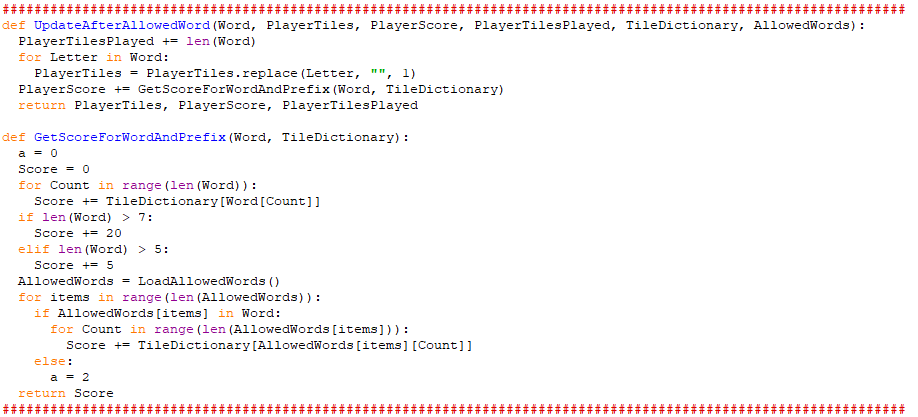 #################################################################################################################
def UpdateAfterAllowedWord(Word, PlayerTiles, PlayerScore, PlayerTilesPlayed, TileDictionary, AllowedWords):
  PlayerTilesPlayed += len(Word)
  for Letter in Word:
    PlayerTiles = PlayerTiles.replace(Letter, "", 1)
  PlayerScore += GetScoreForWordAndPrefix(Word, TileDictionary)
  return PlayerTiles, PlayerScore, PlayerTilesPlayed

def GetScoreForWordAndPrefix(Word, TileDictionary):
  a = 0
  Score = 0
  for Count in range(len(Word)):
    Score += TileDictionary[Word[Count]]
  if len(Word) > 7:
    Score += 20
  elif len(Word) > 5:
    Score += 5
  AllowedWords = LoadAllowedWords()
  for items in range(len(AllowedWords)):
    if AllowedWords[items] in Word:
      for Count in range(len(AllowedWords[items])):
        Score += TileDictionary[AllowedWords[items][Count]]
    else:
      a = 2
  return Score
#################################################################################################################